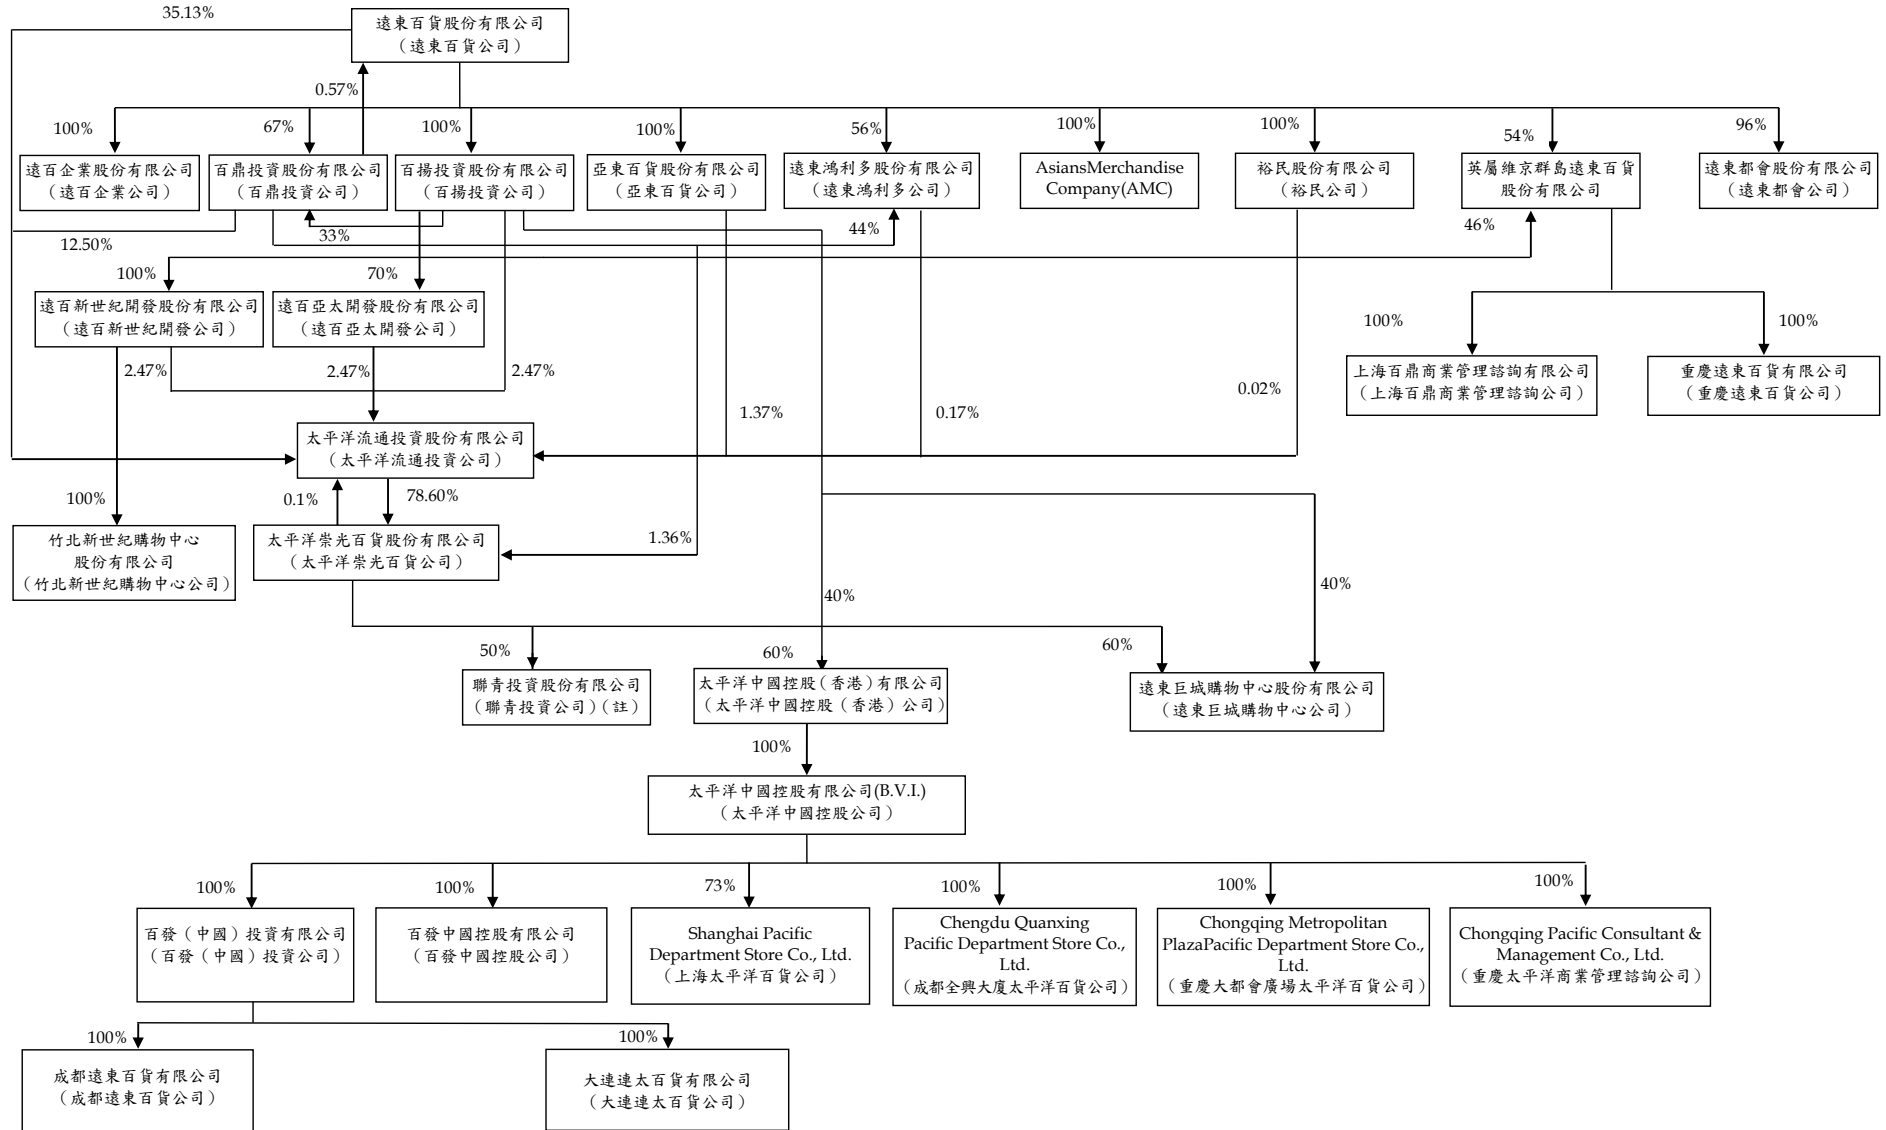 35.13%
遠東百貨股份有限公司
（遠東百貨公司）
0.57%
100%
67%
100%
100%
56%
100%
100%
54%
96%
遠百企業股份有限公司
（遠百企業公司）
百鼎投資股份有限公司
（百鼎投資公司）
百揚投資股份有限公司
（百揚投資公司）
亞東百貨股份有限公司
（亞東百貨公司）
遠東鴻利多股份有限公司
（遠東鴻利多公司）
AsiansMerchandise
Company(AMC)
裕民股份有限公司
（裕民公司）
英屬維京群島遠東百貨
股份有限公司
遠東都會股份有限公司
（遠東都會公司）
12.50%
33%
44%
46%
100%
70%
遠百新世紀開發股份有限公司
（遠百新世紀開發公司）
遠百亞太開發股份有限公司
（遠百亞太開發公司）
100%
100%
2.47%
2.47%
2.47%
上海百鼎商業管理諮詢有限公司
（上海百鼎商業管理諮詢公司）
重慶遠東百貨有限公司
（重慶遠東百貨公司）
1.37%
0.17%
0.02%
太平洋流通投資股份有限公司
（太平洋流通投資公司）
100%
0.1%
78.60%
竹北新世紀購物中心
股份有限公司
（竹北新世紀購物中心公司）
太平洋崇光百貨股份有限公司
（太平洋崇光百貨公司）
1.36%
40%
40%
50%
60%
60%
聯青投資股份有限公司
（聯青投資公司）（註）
太平洋中國控股（香港）有限公司
（太平洋中國控股（香港）公司）
遠東巨城購物中心股份有限公司
（遠東巨城購物中心公司）
100%
太平洋中國控股有限公司(B.V.I.)
（太平洋中國控股公司）
100%
100%
73%
100%
100%
100%
百發（中國）投資有限公司
（百發（中國）投資公司）
百發中國控股有限公司
（百發中國控股公司）
Shanghai Pacific
Department Store Co., Ltd.
（上海太平洋百貨公司）
Chengdu Quanxing
Pacific Department Store Co.,
Ltd.
（成都全興大廈太平洋百貨公司）
Chongqing Metropolitan
PlazaPacific Department Store Co.,
Ltd.
（重慶大都會廣場太平洋百貨公司）
Chongqing Pacific Consultant &
Management Co., Ltd.
（重慶太平洋商業管理諮詢公司）
100%
100%
成都遠東百貨有限公司
（成都遠東百貨公司）
大連連太百貨有限公司
（大連連太百貨公司）